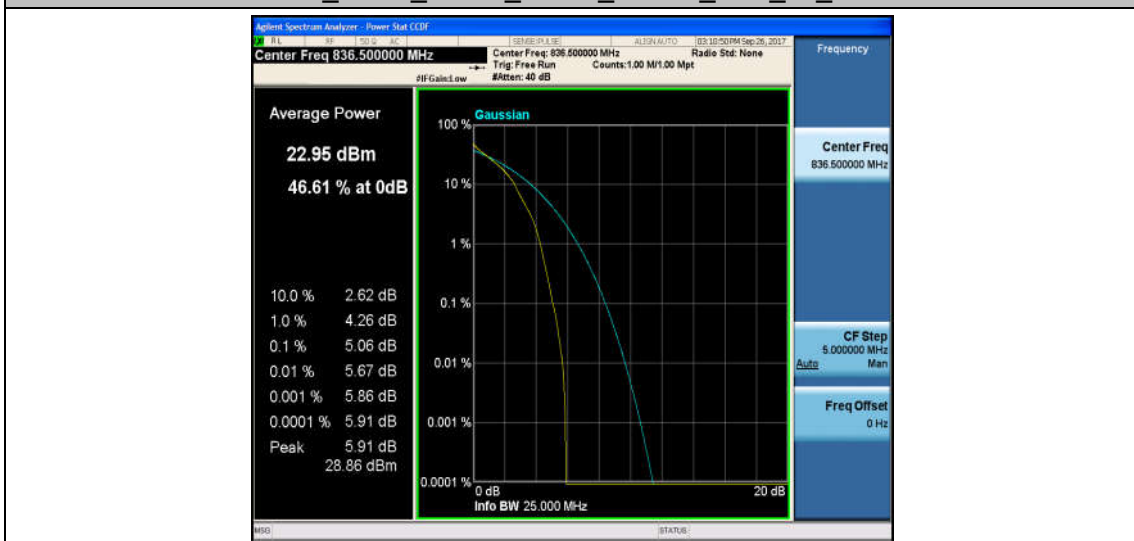 Agilent Spectrum Analyzer - Power Stat CCDF
RL RF 50 Ω AC SENSE:PULSE ALIGN AUTO 03:10:50 PM Sep 26, 2017
Center Freq 836.500000 MHz
Center Freq: 836.500000 MHz Radio Std: None
Trig: Free Run Counts:1.00 M/1.00 Mpt
#IFGain:Low #Atten: 40 dB
Frequency
Average Power
22.95 dBm
46.61 % at 0dB
10.0 % 2.62 dB
1.0 % 4.26 dB
0.1 % 5.06 dB
0.01 % 5.67 dB
0.001 % 5.86 dB
0.0001 % 5.91 dB
Peak 5.91 dB
28.86 dBm
Gaussian
100 %
10 %
1 %
0.1 %
0.01 %
0.001 %
0.0001 %
0 dB 20 dB
Info BW 25.000 MHz
Center Freq
836.500000 MHz
CF Step
5.000000 MHz
Auto Man
Freq Offset
0 Hz
MSG STATUS